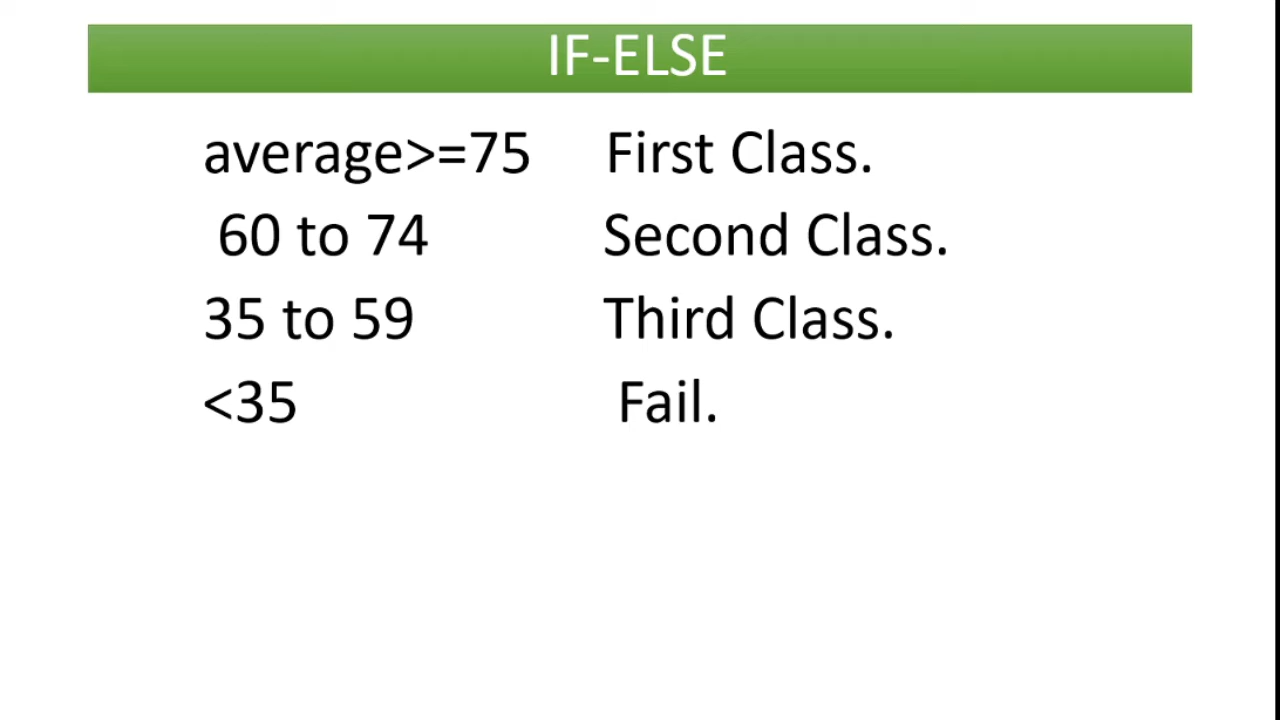 IF-ELSE
average>=75 First Class.
60 to 74 Second Class.
35 to 59 Third Class.
<35 Fail.